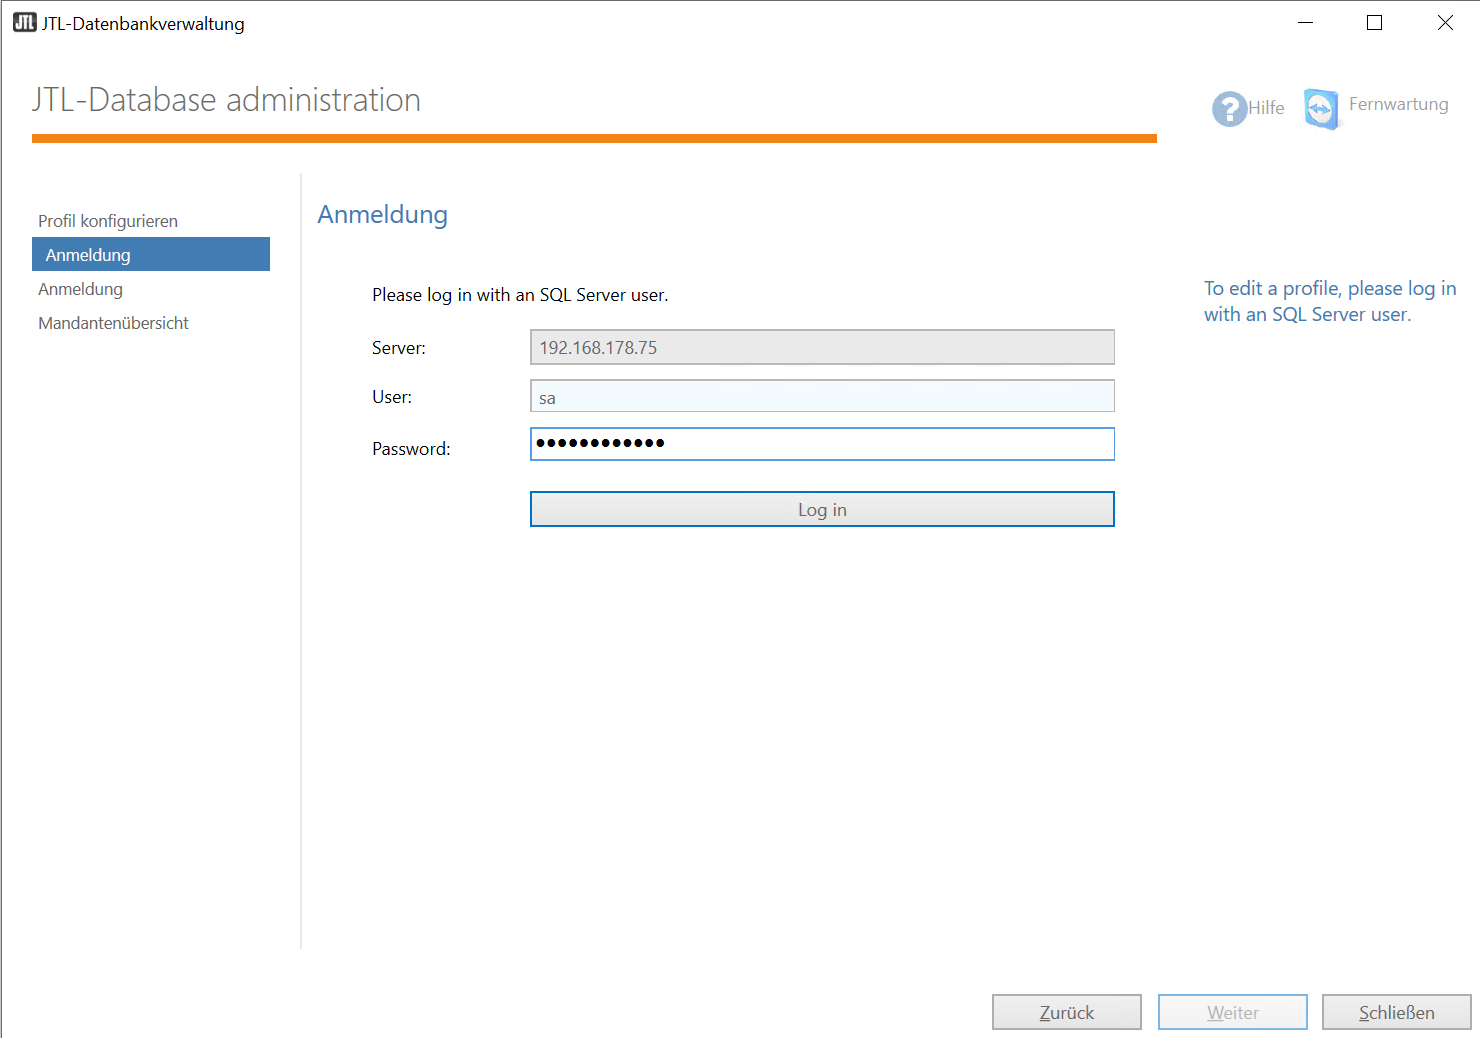 JTL JTL-Datenbankverwaltung
JTL-Database administration
Hilfe
Fernwartung
Profil konfigurieren
Anmeldung
Anmeldung
Mandantenübersicht
Anmeldung
Please log in with an SQL Server user.
Server: 192.168.178.75
User: sa
Password: ●●●●●●●●●●●●
Log in
To edit a profile, please log in
with an SQL Server user.
Zurück
Weiter
Schließen